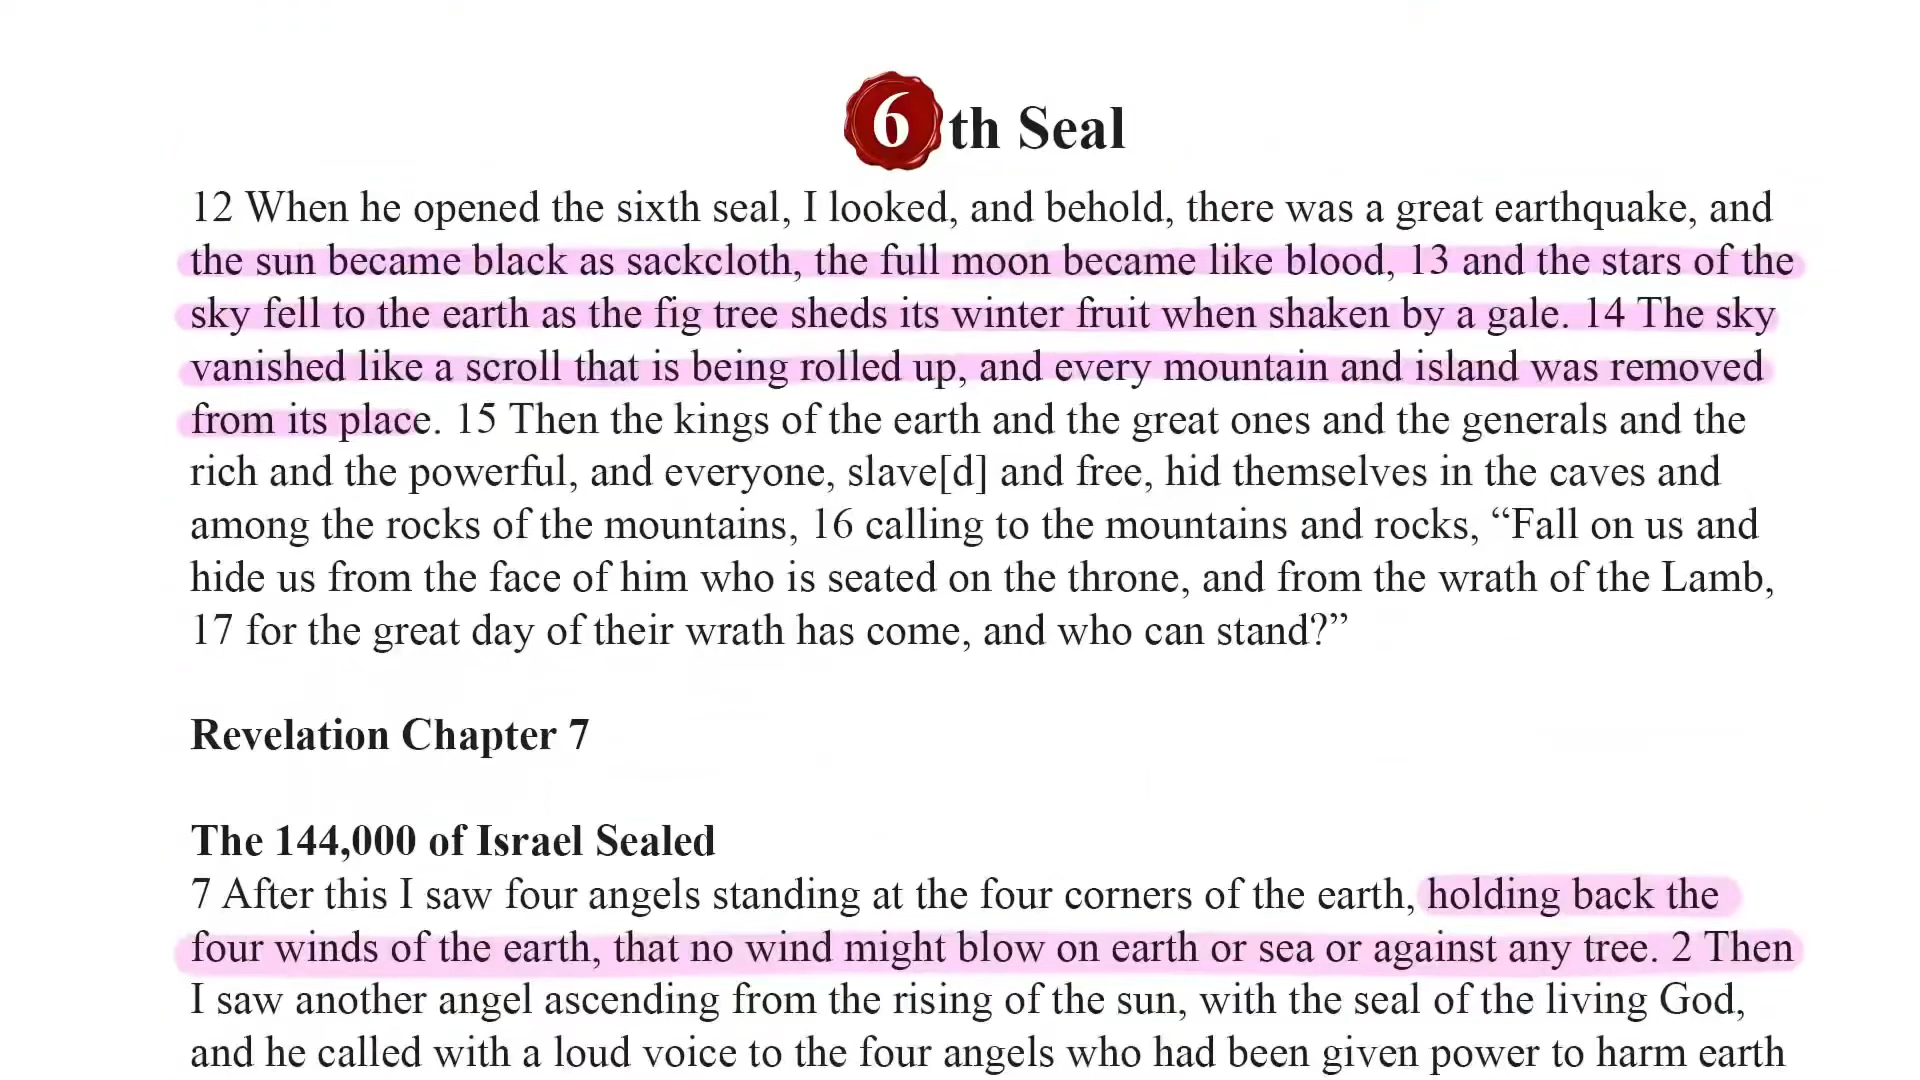 6th Seal
12 When he opened the sixth seal, I looked, and behold, there was a great earthquake, and
the sun became black as sackcloth, the full moon became like blood, 13 and the stars of the
sky fell to the earth as the fig tree sheds its winter fruit when shaken by a gale. 14 The sky
vanished like a scroll that is being rolled up, and every mountain and island was removed
from its place. 15 Then the kings of the earth and the great ones and the generals and the
rich and the powerful, and everyone, slave[d] and free, hid themselves in the caves and
among the rocks of the mountains, 16 calling to the mountains and rocks, “Fall on us and
hide us from the face of him who is seated on the throne, and from the wrath of the Lamb,
17 for the great day of their wrath has come, and who can stand?”
Revelation Chapter 7
The 144,000 of Israel Sealed
7 After this I saw four angels standing at the four corners of the earth, holding back the
four winds of the earth, that no wind might blow on earth or sea or against any tree. 2 Then
I saw another angel ascending from the rising of the sun, with the seal of the living God,
and he called with a loud voice to the four angels who had been given power to harm earth